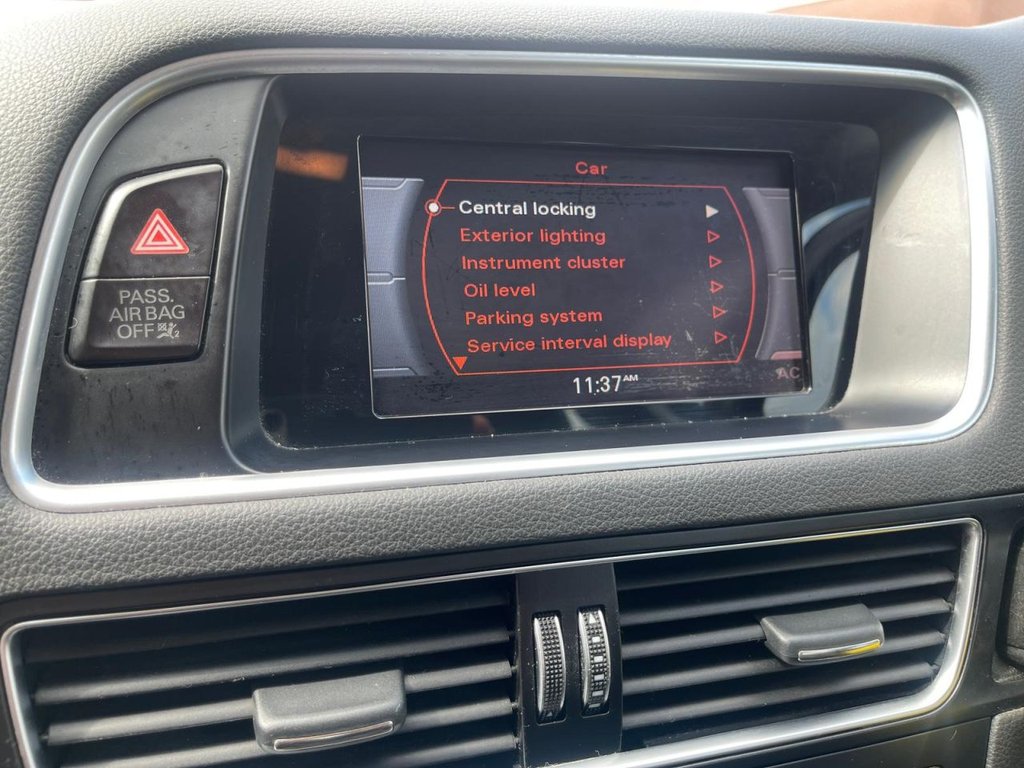 Car
Central locking
Exterior lighting
Instrument cluster
Oil level
Parking system
Service interval display
11:37AM
AC
PASS.
AIR BAG
OFF 2